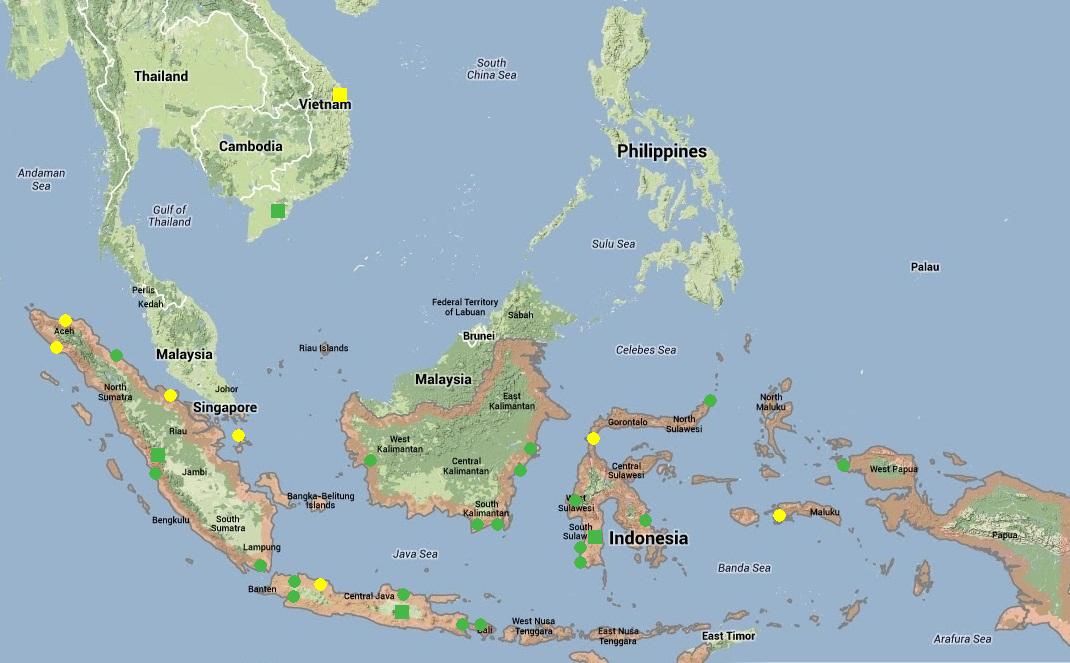 South
China Sea
Thailand
Vietnam
Cambodia
Philippines
Andaman
Sea
Gulf of
Thailand
Sulu Sea
Palau
Perlis
Kedah
Federal Territory
of Labuan
Sabah
Aceh
Brunei
Riau Islands
Malaysia
Celebes Sea
Malaysia
Johor
North
Sumatra
Singapore
East
Kalimantan
North
Maluku
Gorontalo
North
Sulawesi
Riau
West
Kalimantan
Central
Kalimantan
Central
Sulawesi
West Papua
Jambi
Bangka-Belitung
Islands
West
Sulawesi
South
Kalimantan
Maluku
Bengkulu
South
Sumatra
South
Sulaw
Indonesia
Papua
Lampung
Java Sea
Banda Sea
Banten
Central Java
Bali
West Nusa
Tenggara
East Nusa
Tenggara
East Timor
Arafura Sea